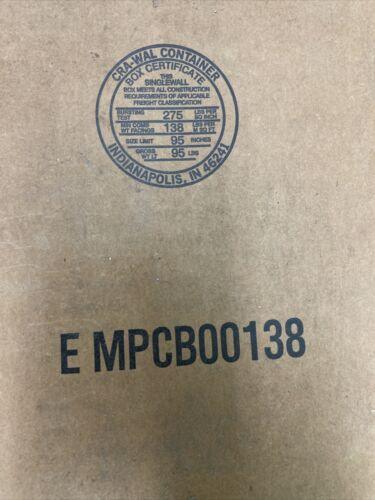 CRA-WAL CONTAINER
BOX CERTIFICATE
THIS
SINGLEWALL
BOX MEETS ALL CONSTRUCTION
REQUIREMENTS OF APPLICABLE
FREIGHT CLASSIFICATION
BURSTING TEST 275 LBS PER SQ INCH
MIN COMB WT FACINGS 138 LBS PER M SQ FT
SIZE LIMIT 95 INCHES
GROSS WT LT 95 LBS
INDIANAPOLIS, IN 46241
E MPCB00138